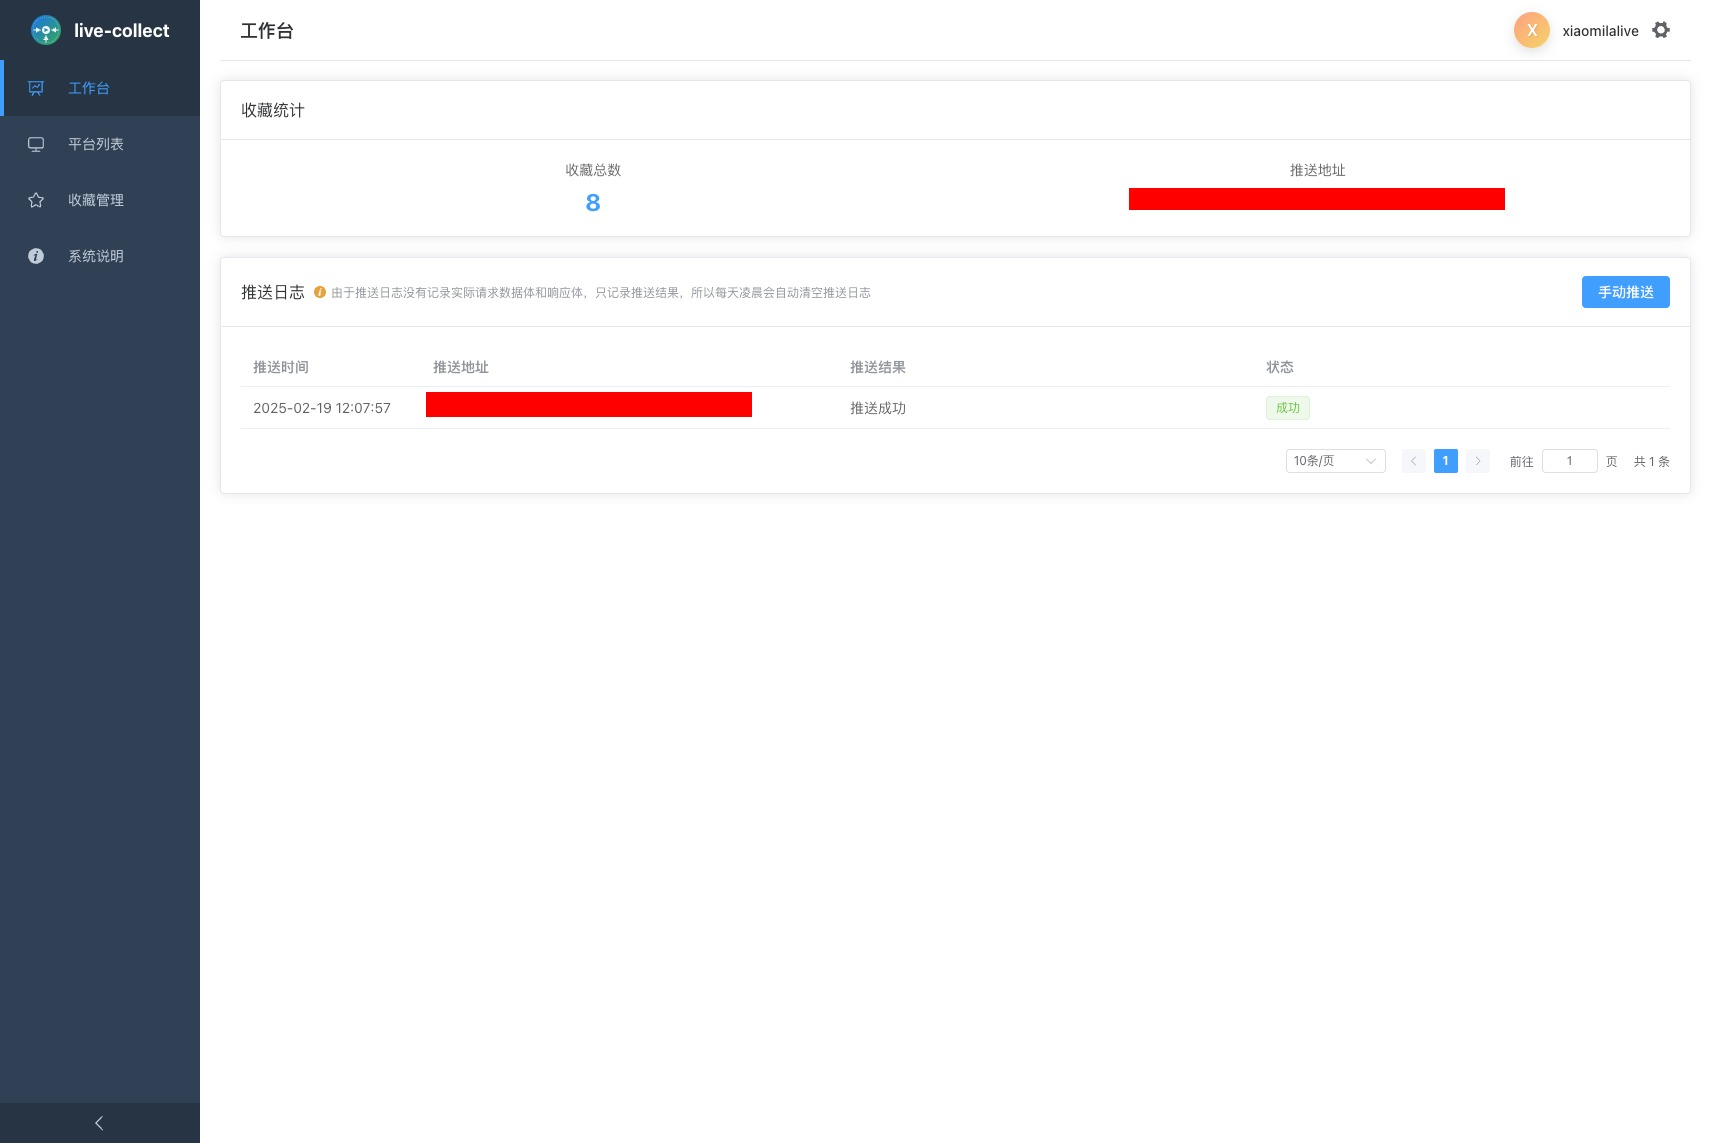 live-collect
工作台
平台列表
收藏管理
系统说明
工作台
X xiaomilalive
收藏统计
收藏总数 推送地址
8
推送日志 由于推送日志没有记录实际请求数据体和响应体，只记录推送结果，所以每天凌晨会自动清空推送日志 手动推送
推送时间 推送地址 推送结果 状态
2025-02-19 12:07:57 推送成功 成功
10条/页 1 前往 1 页 共 1 条